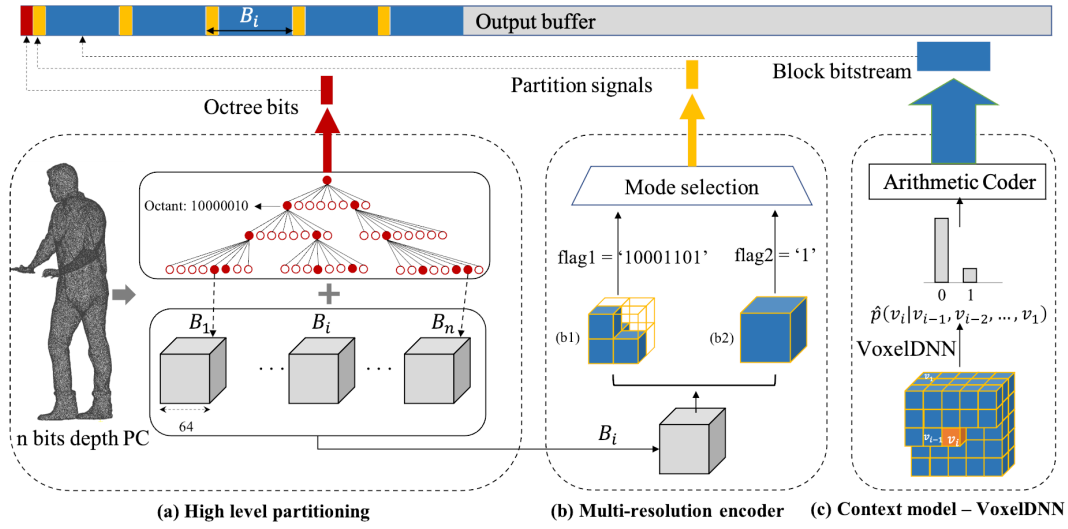 B_i
Output buffer
Octree bits
Partition signals
Block bitstream
Octant: 10000010
Mode selection
Arithmetic Coder
flag1 = ‘10001101’
flag2 = ‘1’
0 1
B_1
B_i
B_n
(b1)
(b2)
p̂(v_i|v_{i-1}, v_{i-2}, ..., v_1)
VoxelDNN
v_1
v_{i-1}
v_i
64
n bits depth PC
B_i
(a) High level partitioning
(b) Multi-resolution encoder
(c) Context model – VoxelDNN